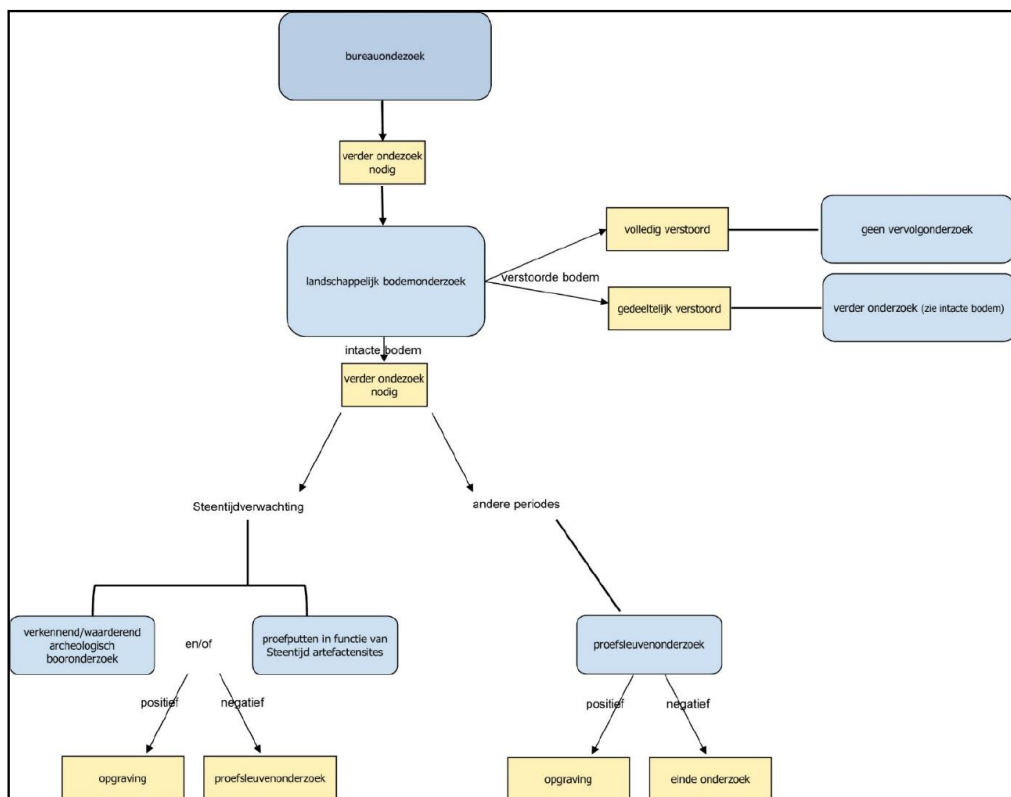 bureauondezoek
verder ondezoek
nodig
landschappelijk bodemonderzoek
verstoorde bodem
volledig verstoord
geen vervolgonderzoek
gedeeltelijk verstoord
verder onderzoek (zie intacte bodem)
intacte bodem
verder ondezoek
nodig
Steentijdverwachting
andere periodes
verkennend/waarderend
archeologisch
booronderzoek
en/of
proefputten in functie van
Steentijd artefactensites
proefsleuvenonderzoek
positief
negatief
positief
negatief
opgraving
proefsleuvenonderzoek
opgraving
einde onderzoek